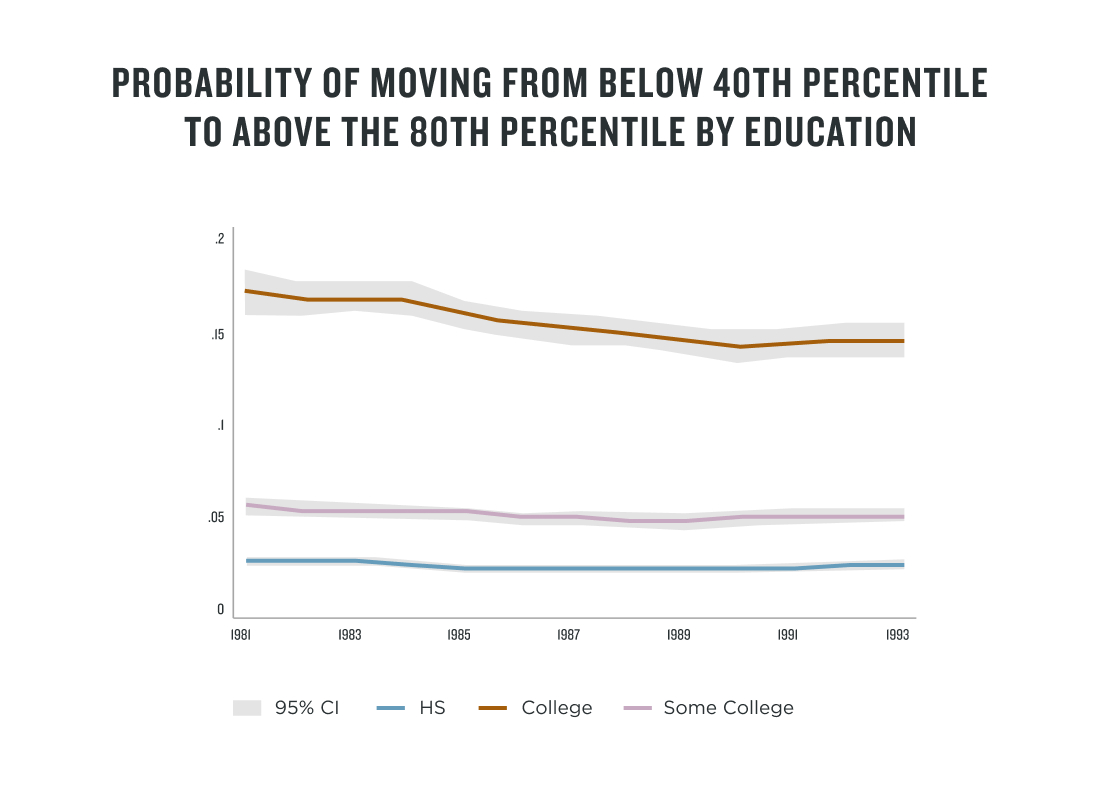 PROBABILITY OF MOVING FROM BELOW 40TH PERCENTILE
TO ABOVE THE 80TH PERCENTILE BY EDUCATION
.2
.15
.1
.05
0
1981 1983 1985 1987 1989 1991 1993
95% CI HS College Some College